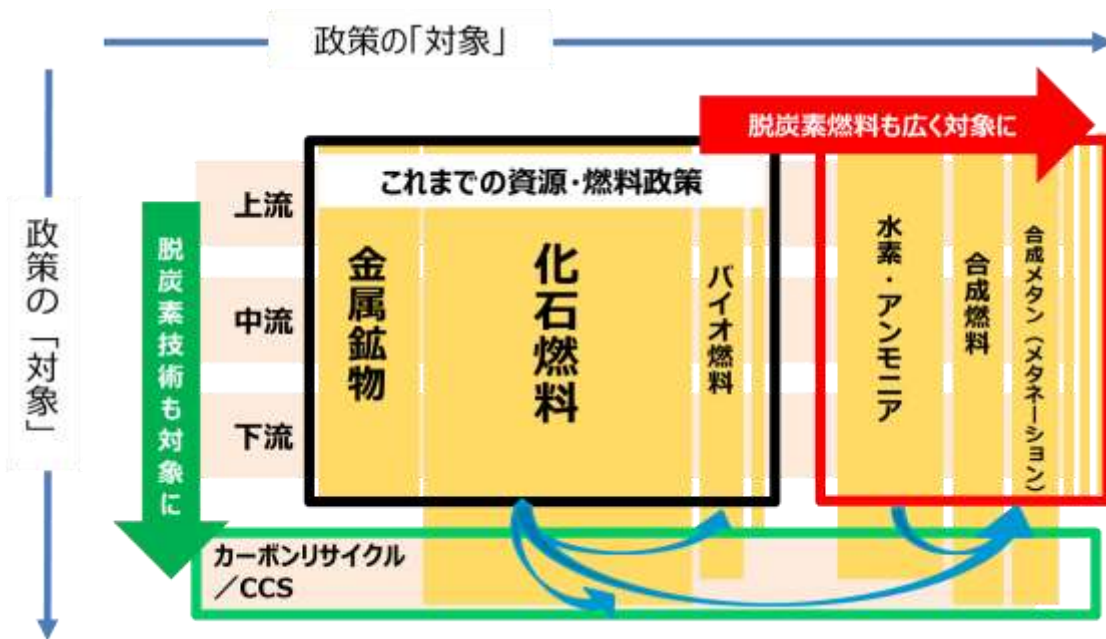 政策の「対象」
脱炭素燃料も広く対象に
これまでの資源・燃料政策
政策の「対象」
脱炭素技術も対象に
上流
中流
下流
金属鉱物
化石燃料
バイオ燃料
水素・アンモニア
合成燃料
合成メタン（メタネーション）
カーボンリサイクル
／CCS